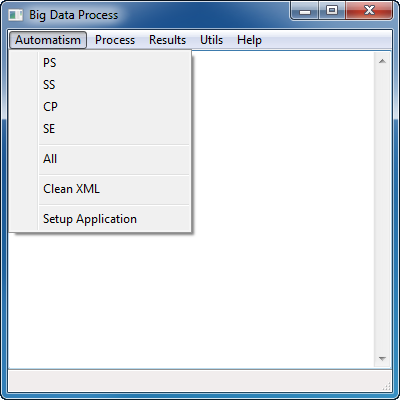 Big Data Process
Automatism Process Results Utils Help
PS
SS
CP
SE
All
Clean XML
Setup Application